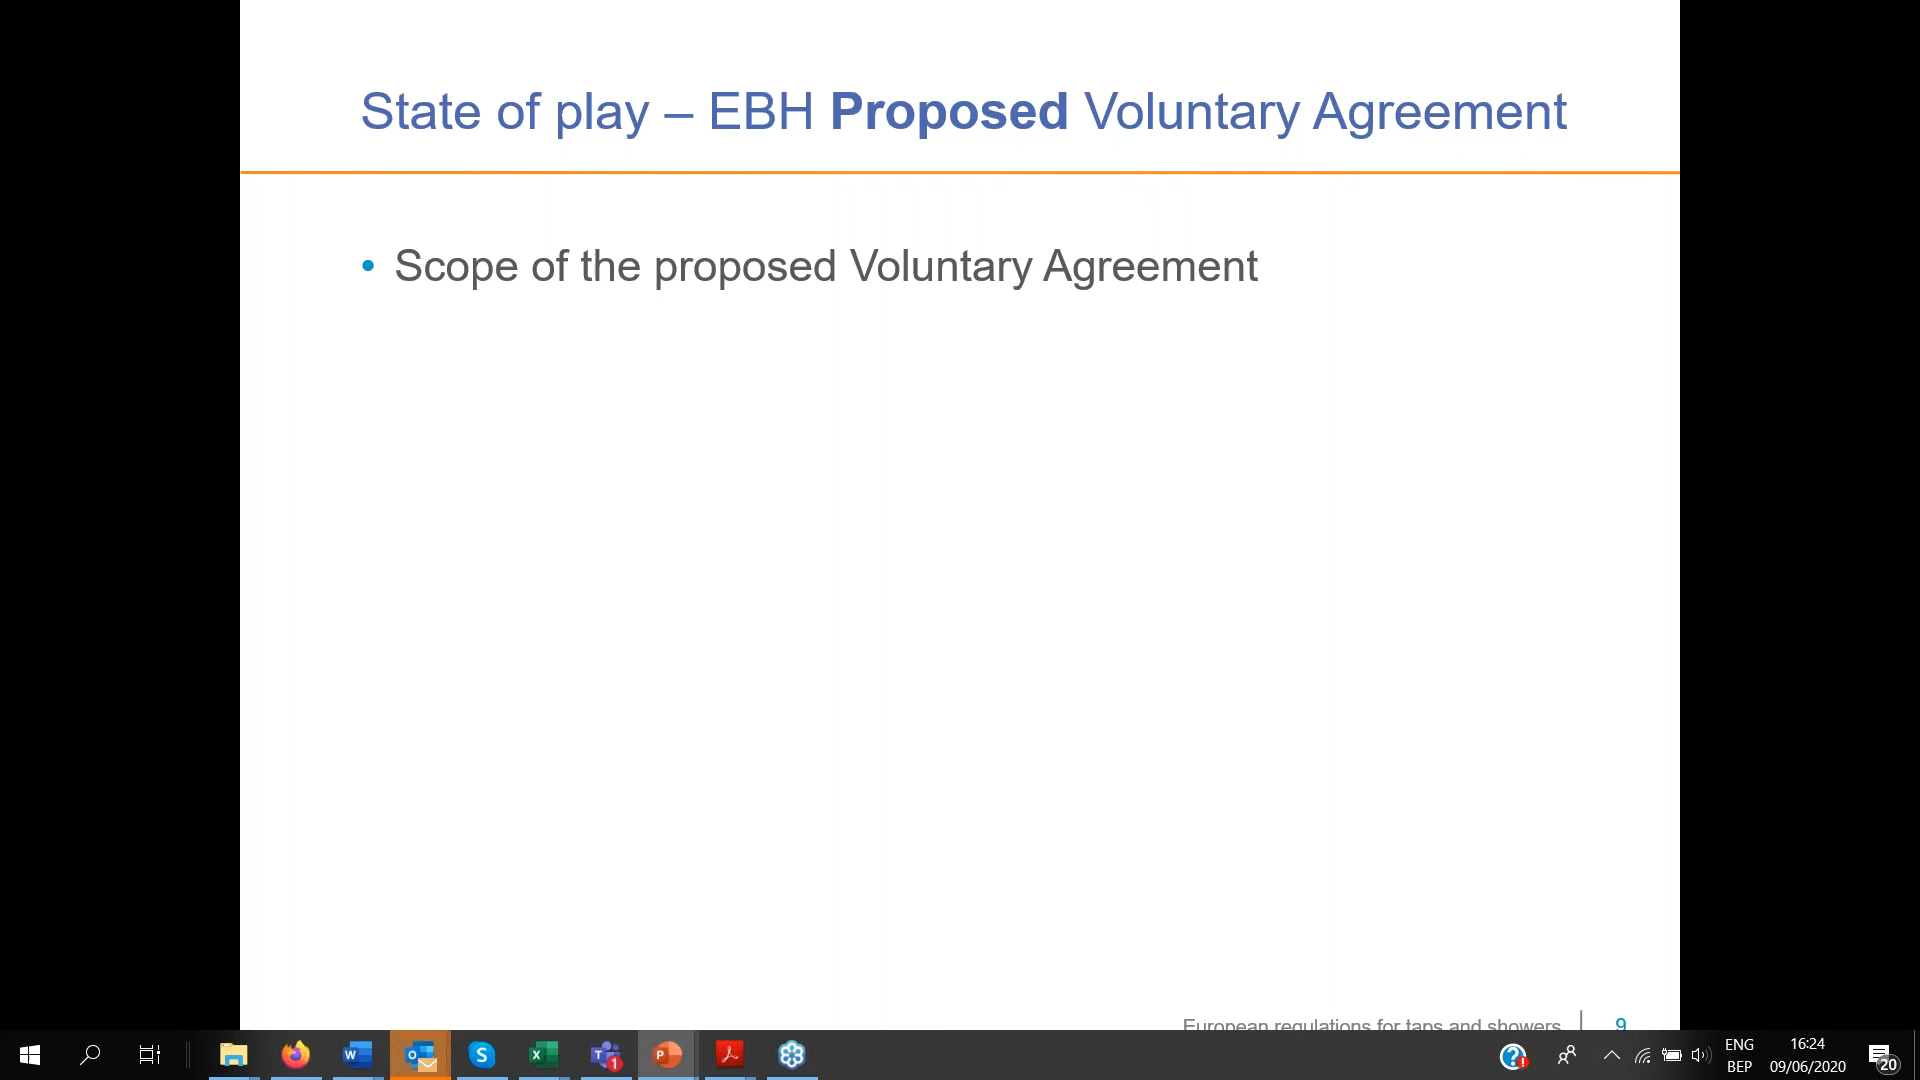 State of play – EBH Proposed Voluntary Agreement
• Scope of the proposed Voluntary Agreement
European regulations for taps and showers 9
ENG 16:24
BEP 09/06/2020
20
1